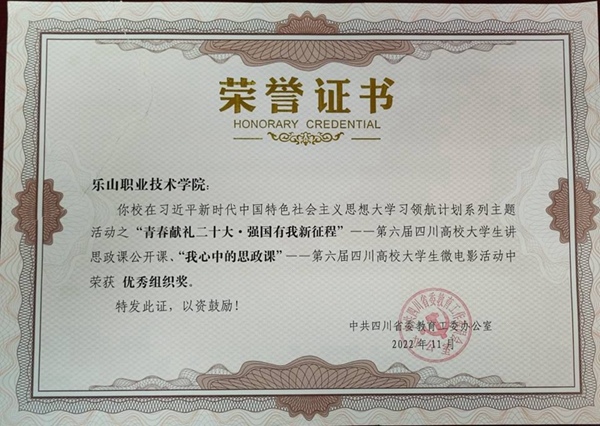 荣誉证书
HONORARY CREDENTIAL
乐山职业技术学院：
你校在习近平新时代中国特色社会主义思想大学习领航计划系列主题
活动之“青春献礼二十大·强国有我新征程”——第六届四川高校大学生讲
思政课公开课、“我心中的思政课”——第六届四川高校大学生微电影活动中
荣获 优秀组织奖。
特发此证，以资鼓励！
中共四川省委教育工委办公室
2022年11月